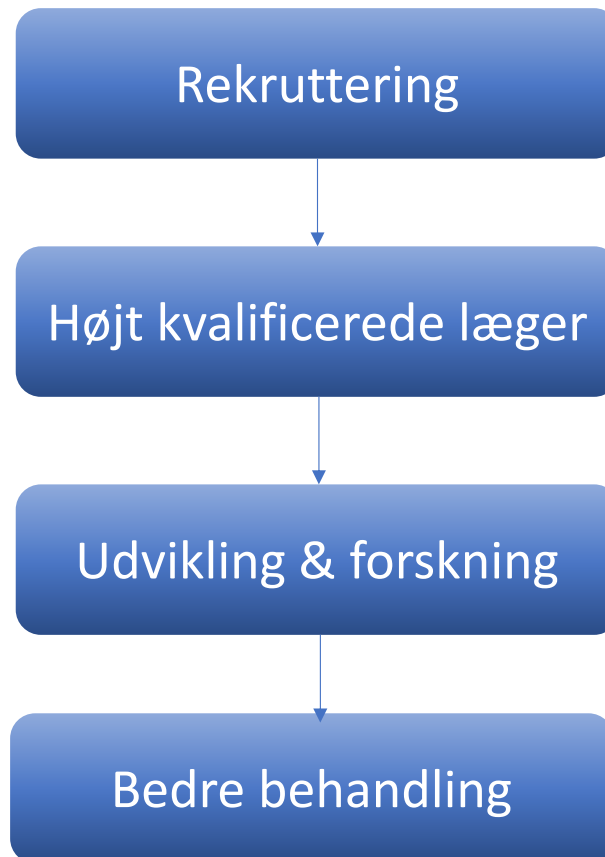 Rekruttering
Højt kvalificerede læger
Udvikling & forskning
Bedre behandling